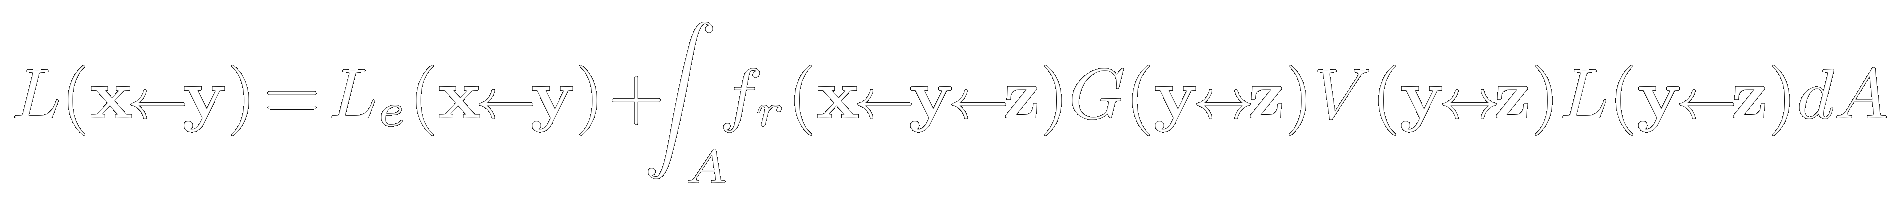 L(x←y) = L_e(x←y) + ∫_A f_r(x←y←z)G(y↔z)V(y↔z)L(y←z)dA